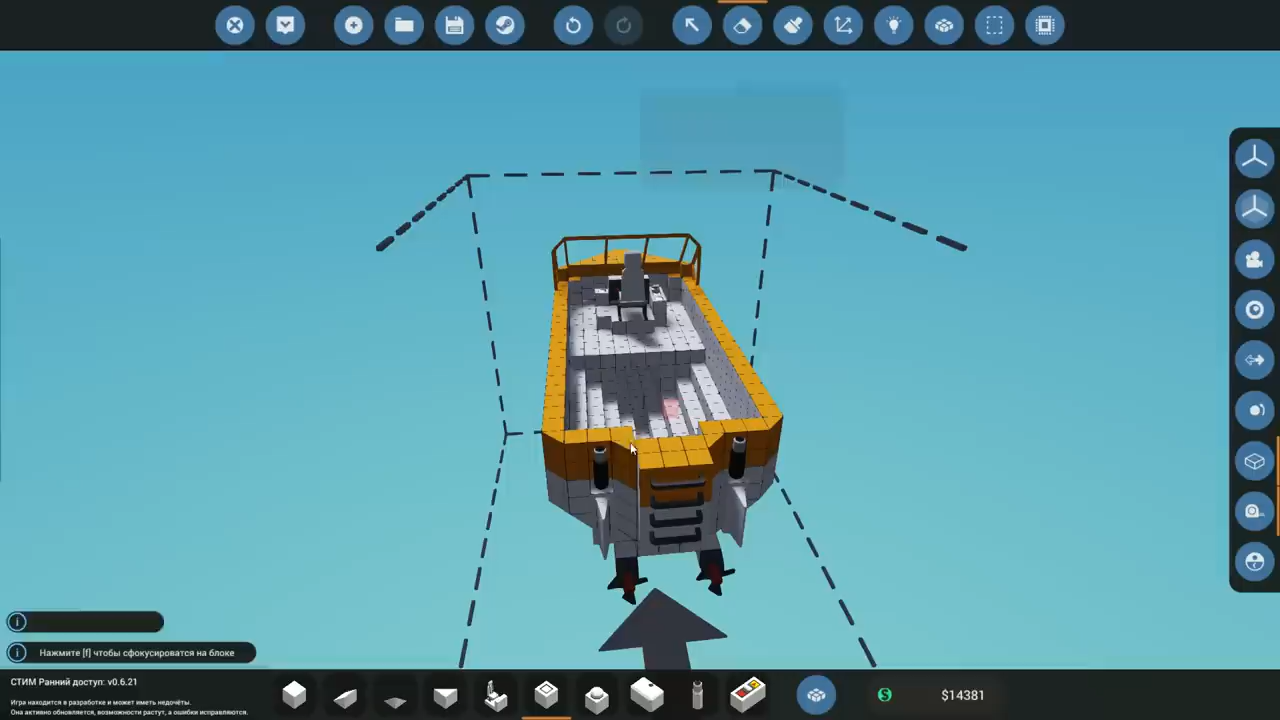 Нажмите [f] чтобы сфокусироватся на блоке
СТИМ Ранний доступ: v0.6.21
Игра находится в разработке и может иметь недочёты.
Она активно обновляется, возможности растут, а ошибки исправляются.
$14381